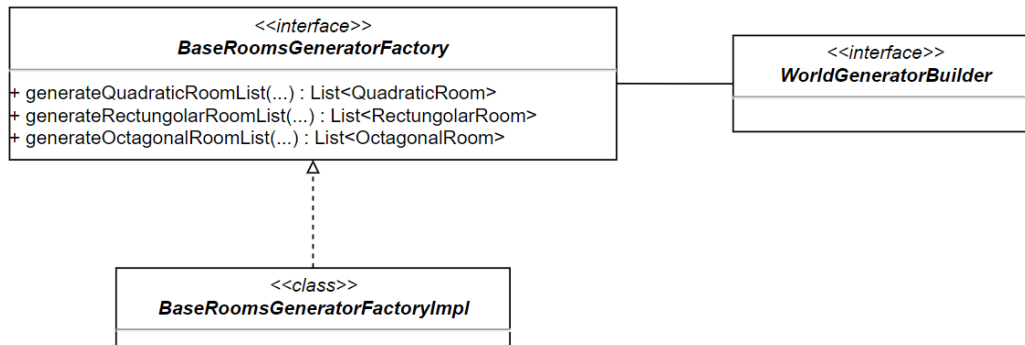 <<interface>>
BaseRoomsGeneratorFactory
+ generateQuadraticRoomList(...) : List<QuadraticRoom>
+ generateRectungolarRoomList(...) : List<RectungolarRoom>
+ generateOctagonalRoomList(...) : List<OctagonalRoom>
<<interface>>
WorldGeneratorBuilder
<<class>>
BaseRoomsGeneratorFactoryImpl